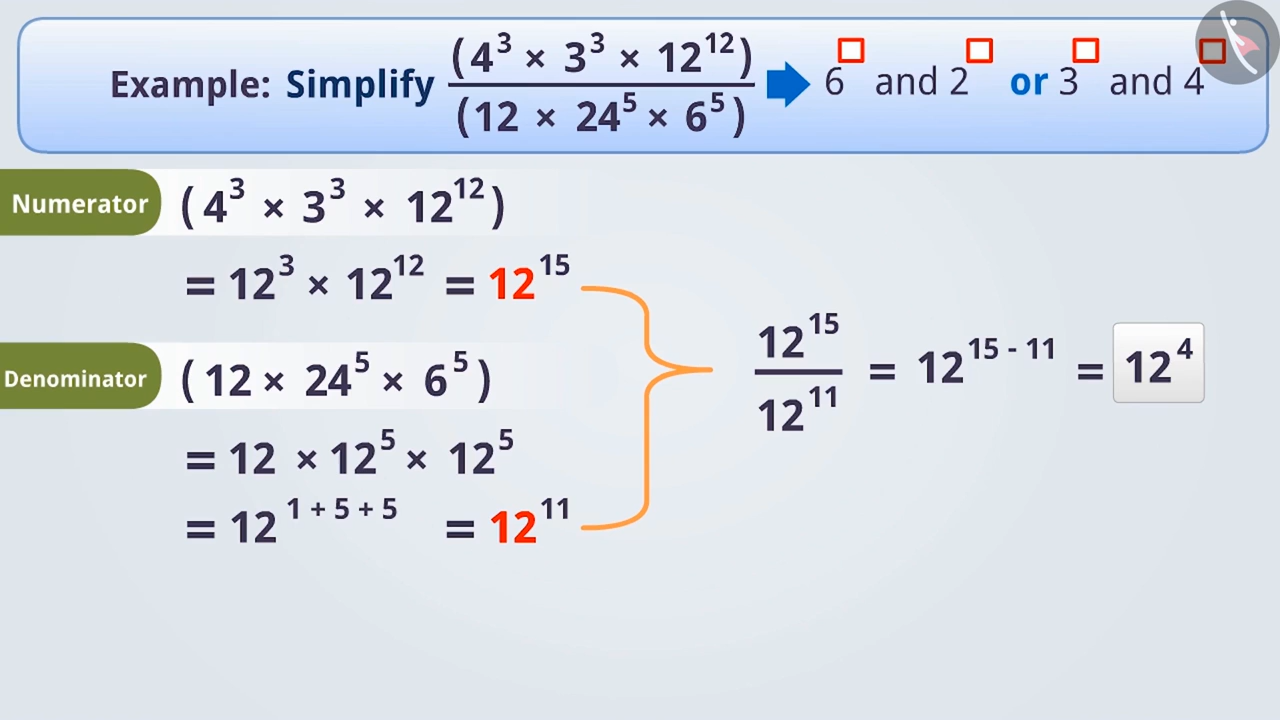 Example: Simplify (4³ × 3³ × 12¹²) / (12 × 24⁵ × 6⁵) 6□ and 2□ or 3□ and 4□
Numerator (4³ × 3³ × 12¹²)
= 12³ × 12¹² = 12¹⁵
Denominator (12 × 24⁵ × 6⁵)
= 12 × 12⁵ × 12⁵
= 12¹⁺⁵⁺⁵ = 12¹¹
12¹⁵ / 12¹¹ = 12¹⁵⁻¹¹ = 12⁴